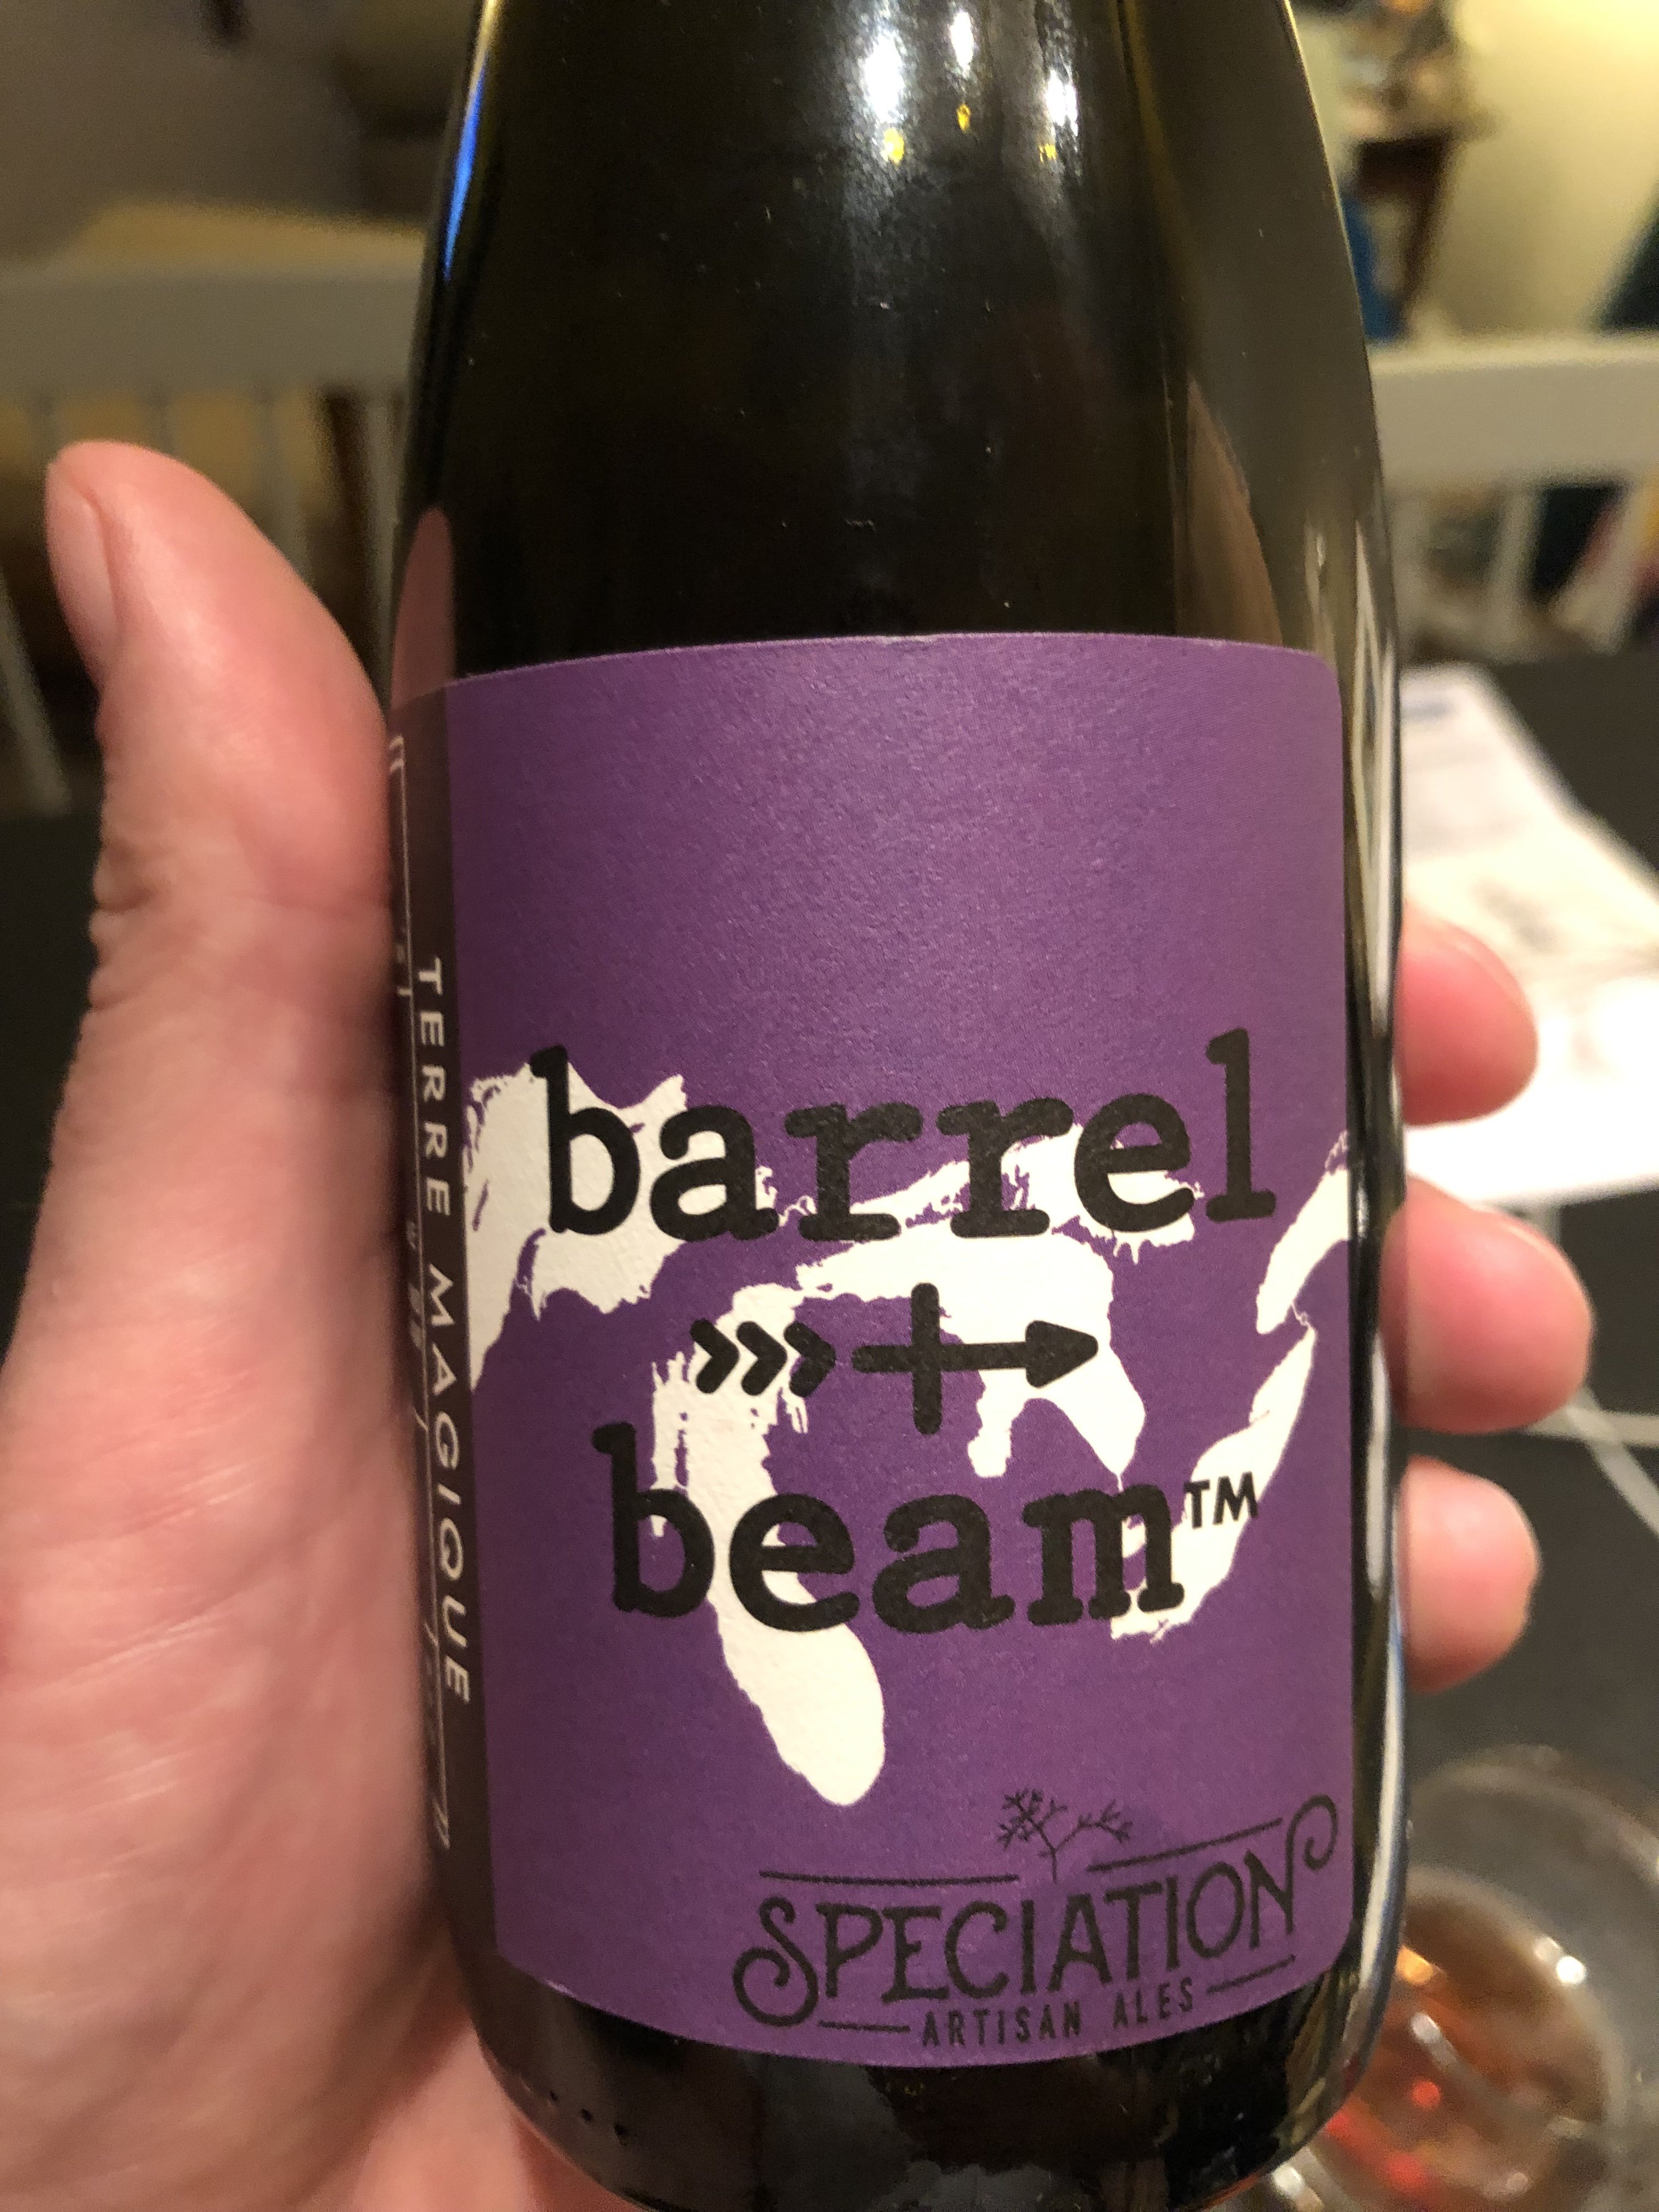 barrel
+
beam™
SPECIATION
ARTISAN ALES
TERRE MAGIQUE